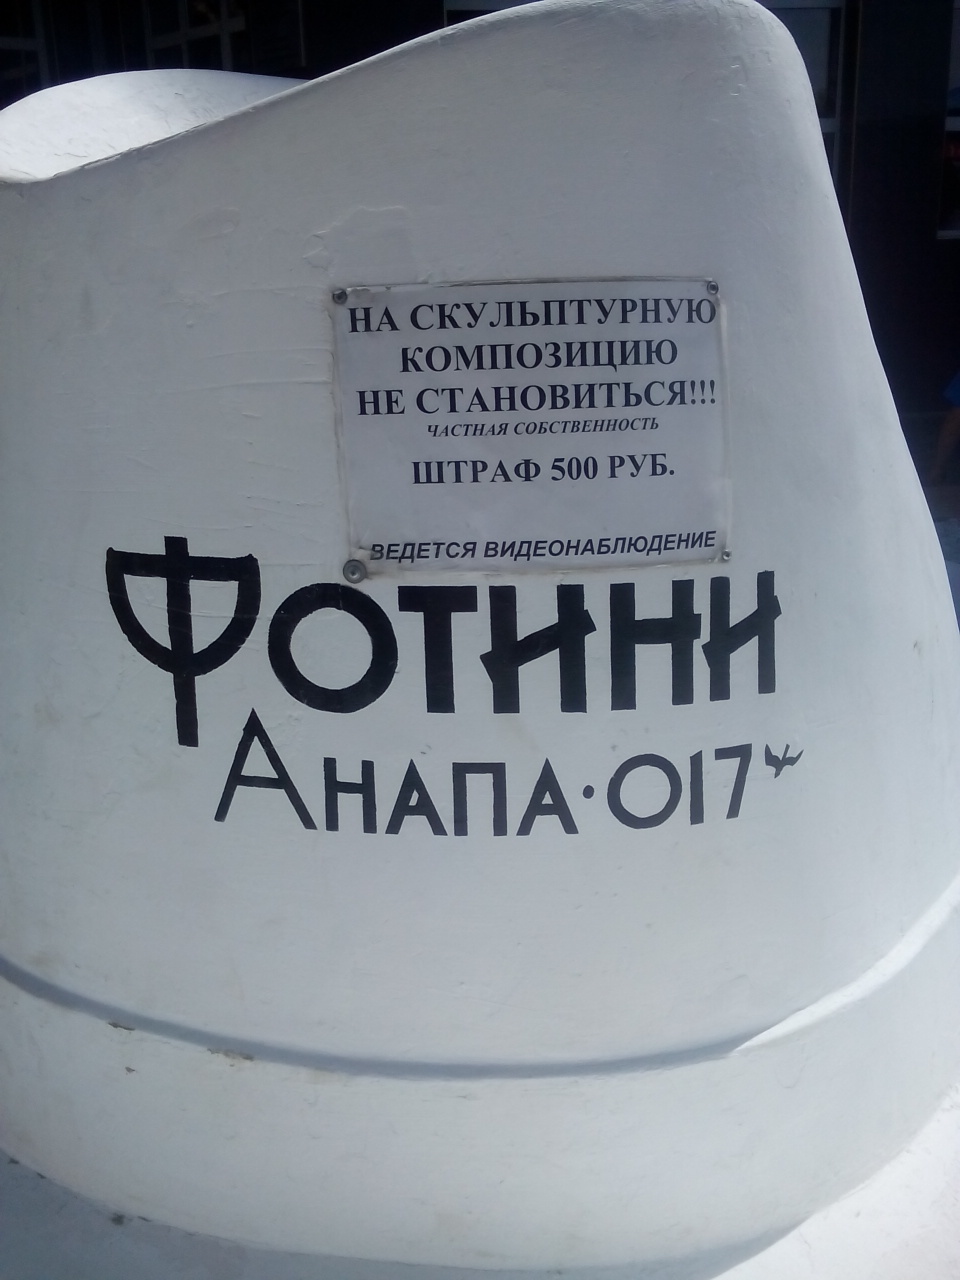 НА СКУЛЬПТУРНУЮ
КОМПОЗИЦИЮ
НЕ СТАНОВИТЬСЯ!!!
ЧАСТНАЯ СОБСТВЕННОСТЬ
ШТРАФ 500 РУБ.
ВЕДЕТСЯ ВИДЕОНАБЛЮДЕНИЕ
ФОТИНИ
АНАПА·017